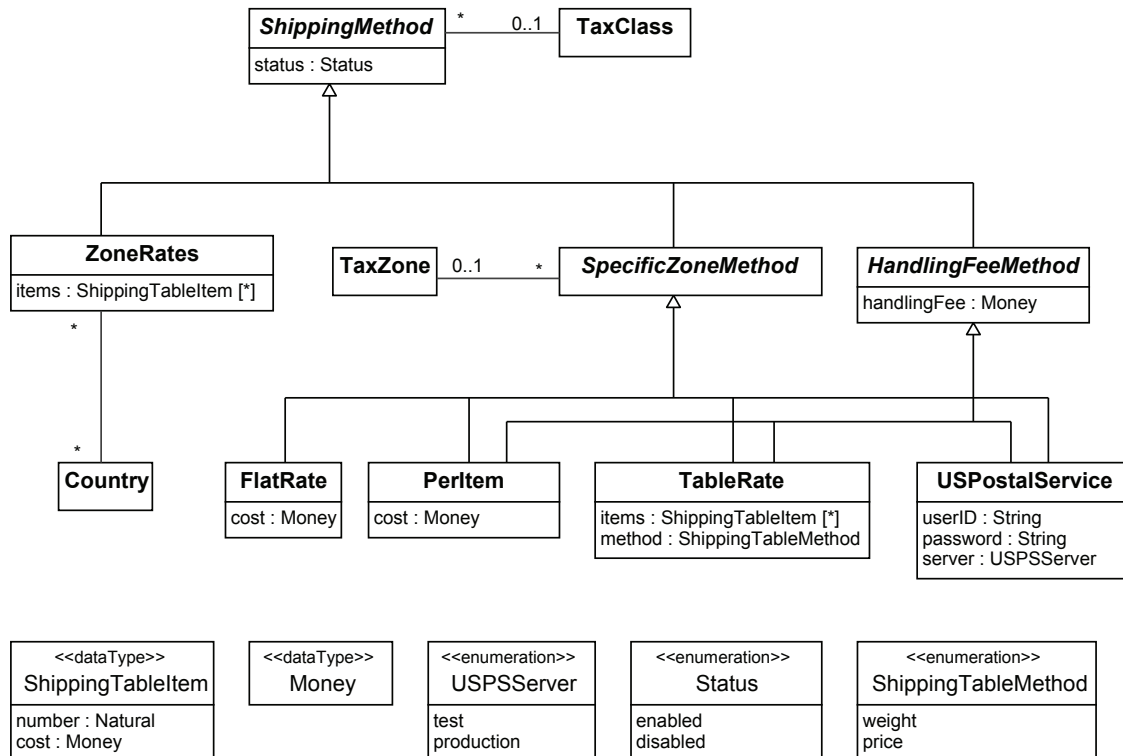 ShippingMethod
status : Status
* 0..1
TaxClass
ZoneRates
items : ShippingTableItem [*]
*
*
Country
TaxZone
0..1 *
SpecificZoneMethod
HandlingFeeMethod
handlingFee : Money
FlatRate
cost : Money
PerItem
cost : Money
TableRate
items : ShippingTableItem [*]
method : ShippingTableMethod
USPostalService
userID : String
password : String
server : USPSServer
<<dataType>>
ShippingTableItem
number : Natural
cost : Money
<<dataType>>
Money
<<enumeration>>
USPSServer
test
production
<<enumeration>>
Status
enabled
disabled
<<enumeration>>
ShippingTableMethod
weight
price